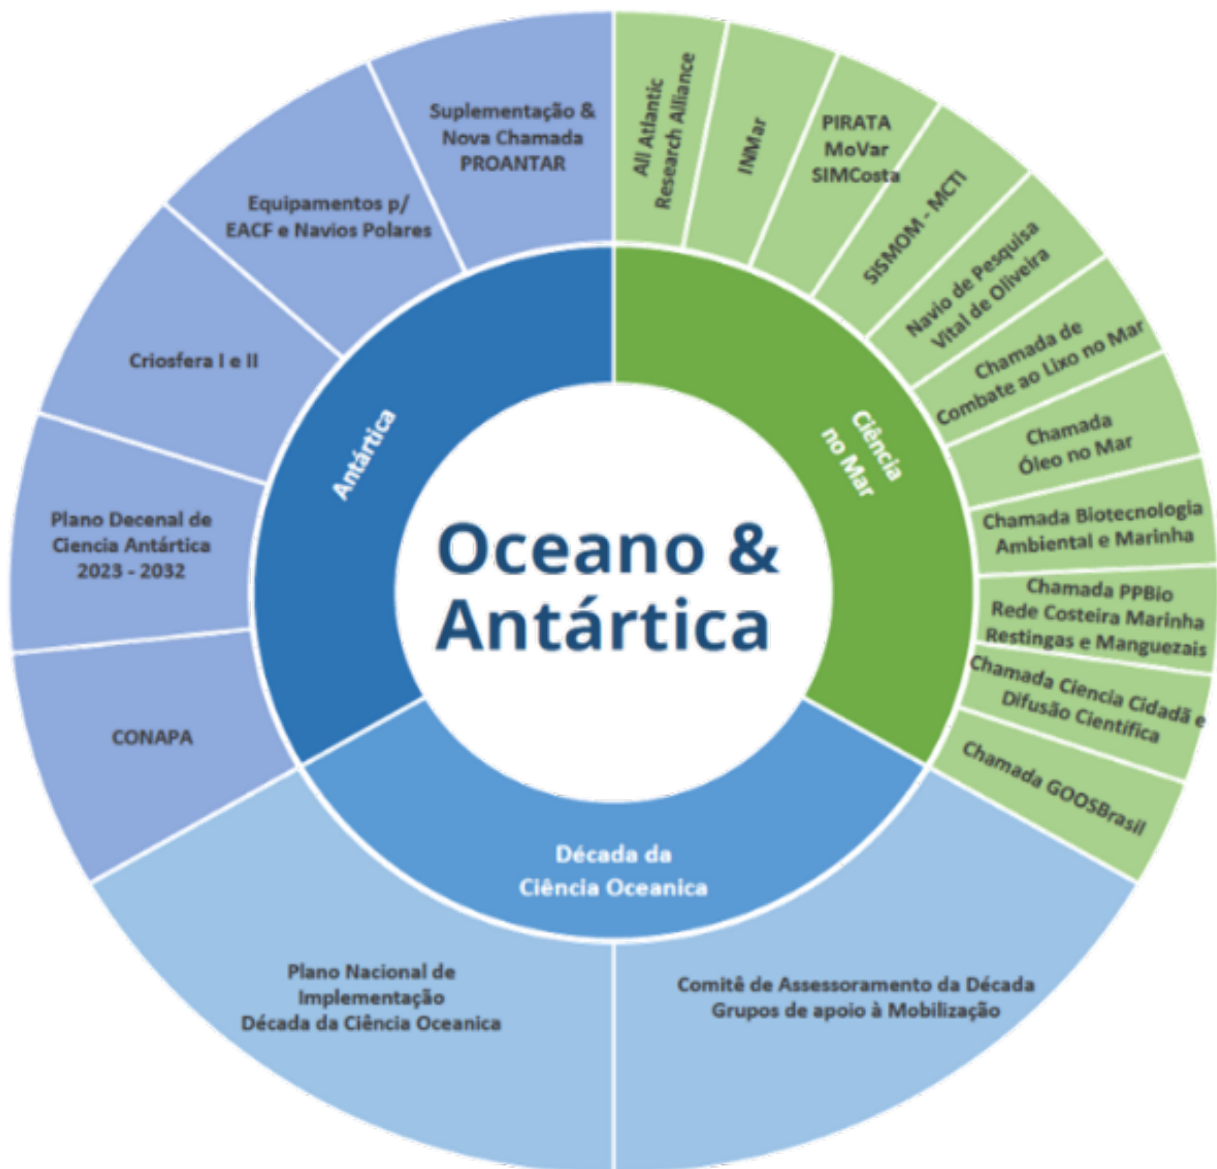 Oceano &
Antártica
Ciência
no Mar
All Atlantic
Research Alliance
INMar
PIRATA
MoVar
SIMCosta
SISMOM - MCTI
Navio de Pesquisa
Vital de Oliveira
Chamada de
Combate ao Lixo no Mar
Chamada
Óleo no Mar
Chamada Biotecnologia
Ambiental e Marinha
Chamada PPBio
Rede Costeira Marinha
Restingas e Manguezais
Chamada Ciencia Cidadã e
Difusão Científica
Chamada GOOSBrasil
Década da
Ciência Oceanica
Comitê de Assessoramento da Década
Grupos de apoio à Mobilização
Plano Nacional de
Implementação
Década da Ciência Oceanica
Antártica
CONAPA
Plano Decenal de
Ciencia Antártica
2023 - 2032
Criosfera I e II
Equipamentos p/
EACF e Navios Polares
Suplementação &
Nova Chamada
PROANTAR